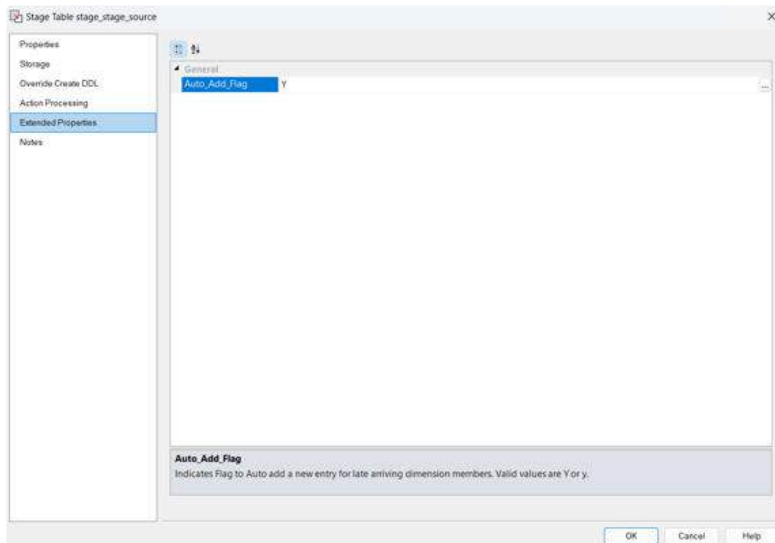 Stage Table stage_stage_source
Properties
Storage
Override Create DDL
Action Processing
Extended Properties
Notes
General
Auto_Add_Flag Y ...
Auto_Add_Flag
Indicates Flag to Auto add a new entry for late arriving dimension members. Valid values are Y or y.
OK Cancel Help